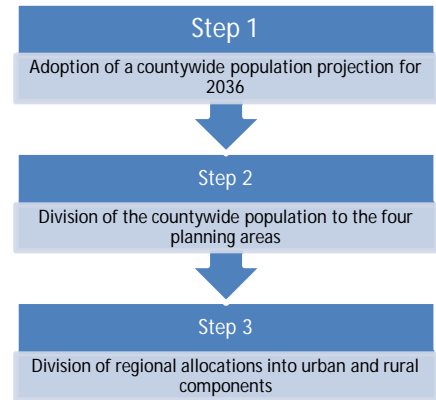 Step 1
Adoption of a countywide population projection for
2036
Step 2
Division of the countywide population to the four
planning areas
Step 3
Division of regional allocations into urban and rural
components